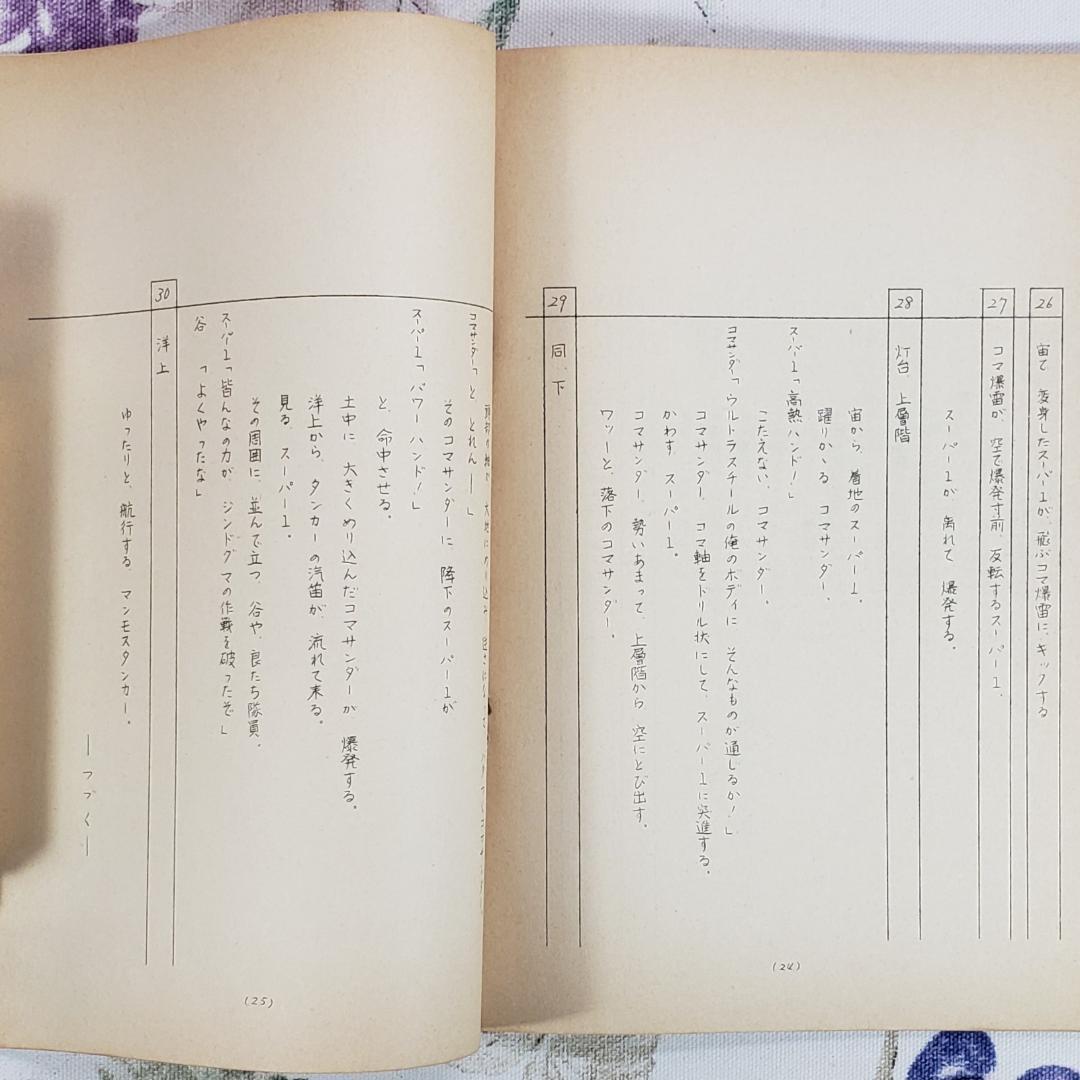 26 宙で 変身したスーパー1が、飛ぶコマ爆雷に、キックする
27 コマ爆雷が、空で爆発す前、反転するスーパー1、
スーパー1が 離れて 爆発する。
28 灯台、上層階
宙から、着地のスーパー1。
躍りかゝる コマサンダー、
スーパー1「高熱ハンド!」
こたえない、コマサンダー、
コマサンダー「ウルトラスチールの俺のボディに そんなものが通じるか!」
コマサンダー、コマ軸をドリル状にして、スーパー1に突進する。
かわす、スーパー1。
コマサンダー、勢いあまって、上層階から、空にとび出す。
ワッーと、落下のコマサンダー。
29 同、下
(24)
コマサンダー「と、とれん——」
そのコマサンダーに 降下のスーパー1が
スーパー1「パワーハンド!」
と、命中させる。
土中に 大きくめり込んだコマサンダーが 爆発する。
洋上から、タンカーの汽笛が、流れて来る。
見る、スーパー1。
その周囲に、並んで立つ、谷や、良たち隊員、
スーパー1「皆んなの力が、ジンドグマの作戦を破ったぞ」
谷 「よくやったな」
30 洋上
ゆったりと、航行する、マンモスタンカー。
—つづく—
(25)